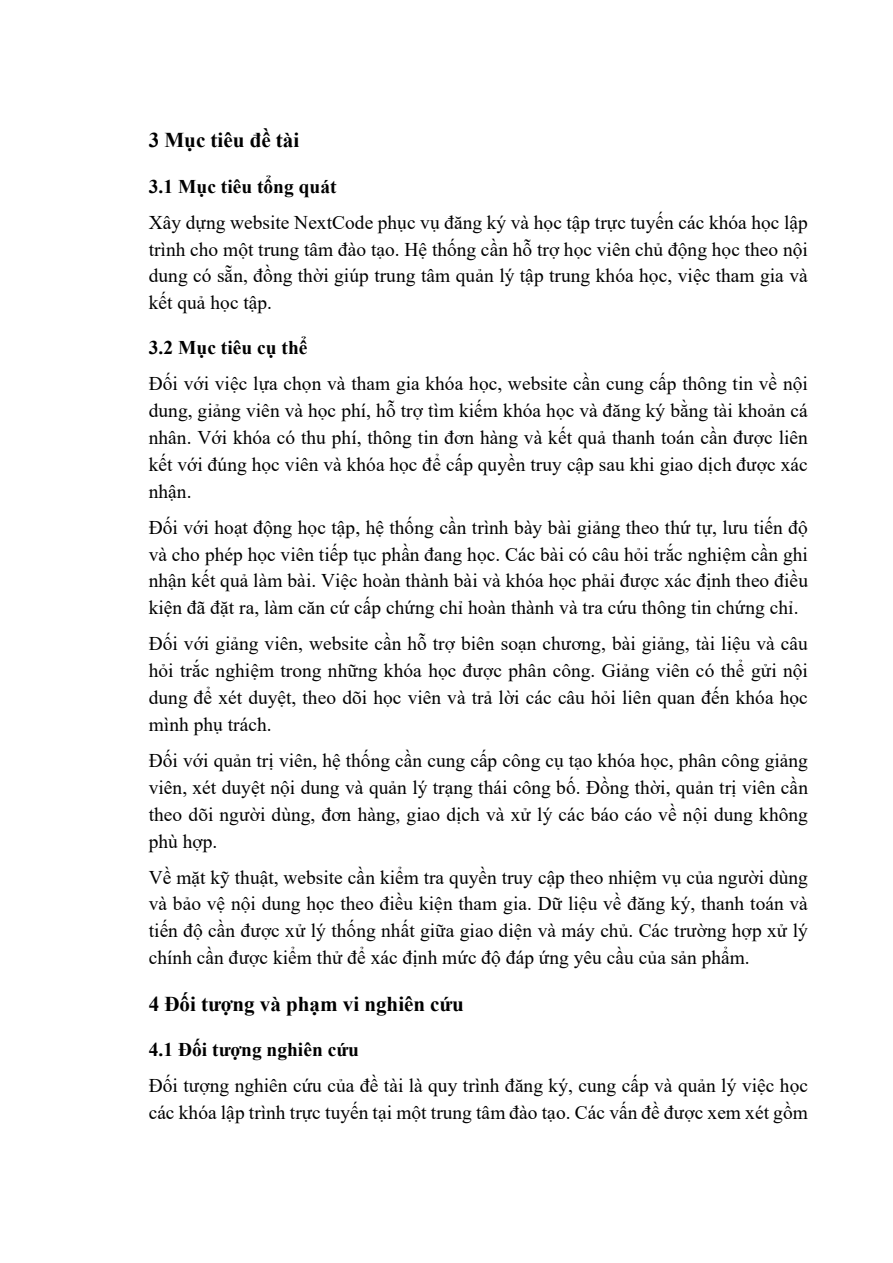 3 Mục tiêu đề tài
3.1 Mục tiêu tổng quát
Xây dựng website NextCode phục vụ đăng ký và học tập trực tuyến các khóa học lập
trình cho một trung tâm đào tạo. Hệ thống cần hỗ trợ học viên chủ động học theo nội
dung có sẵn, đồng thời giúp trung tâm quản lý tập trung khóa học, việc tham gia và
kết quả học tập.
3.2 Mục tiêu cụ thể
Đối với việc lựa chọn và tham gia khóa học, website cần cung cấp thông tin về nội
dung, giảng viên và học phí, hỗ trợ tìm kiếm khóa học và đăng ký bằng tài khoản cá
nhân. Với khóa có thu phí, thông tin đơn hàng và kết quả thanh toán cần được liên
kết với đúng học viên và khóa học để cấp quyền truy cập sau khi giao dịch được xác
nhận.
Đối với hoạt động học tập, hệ thống cần trình bày bài giảng theo thứ tự, lưu tiến độ
và cho phép học viên tiếp tục phần đang học. Các bài có câu hỏi trắc nghiệm cần ghi
nhận kết quả làm bài. Việc hoàn thành bài và khóa học phải được xác định theo điều
kiện đã đặt ra, làm căn cứ cấp chứng chỉ hoàn thành và tra cứu thông tin chứng chỉ.
Đối với giảng viên, website cần hỗ trợ biên soạn chương, bài giảng, tài liệu và câu
hỏi trắc nghiệm trong những khóa học được phân công. Giảng viên có thể gửi nội
dung để xét duyệt, theo dõi học viên và trả lời các câu hỏi liên quan đến khóa học
mình phụ trách.
Đối với quản trị viên, hệ thống cần cung cấp công cụ tạo khóa học, phân công giảng
viên, xét duyệt nội dung và quản lý trạng thái công bố. Đồng thời, quản trị viên cần
theo dõi người dùng, đơn hàng, giao dịch và xử lý các báo cáo về nội dung không
phù hợp.
Về mặt kỹ thuật, website cần kiểm tra quyền truy cập theo nhiệm vụ của người dùng
và bảo vệ nội dung học theo điều kiện tham gia. Dữ liệu về đăng ký, thanh toán và
tiến độ cần được xử lý thống nhất giữa giao diện và máy chủ. Các trường hợp xử lý
chính cần được kiểm thử để xác định mức độ đáp ứng yêu cầu của sản phẩm.
4 Đối tượng và phạm vi nghiên cứu
4.1 Đối tượng nghiên cứu
Đối tượng nghiên cứu của đề tài là quy trình đăng ký, cung cấp và quản lý việc học
các khóa lập trình trực tuyến tại một trung tâm đào tạo. Các vấn đề được xem xét gồm